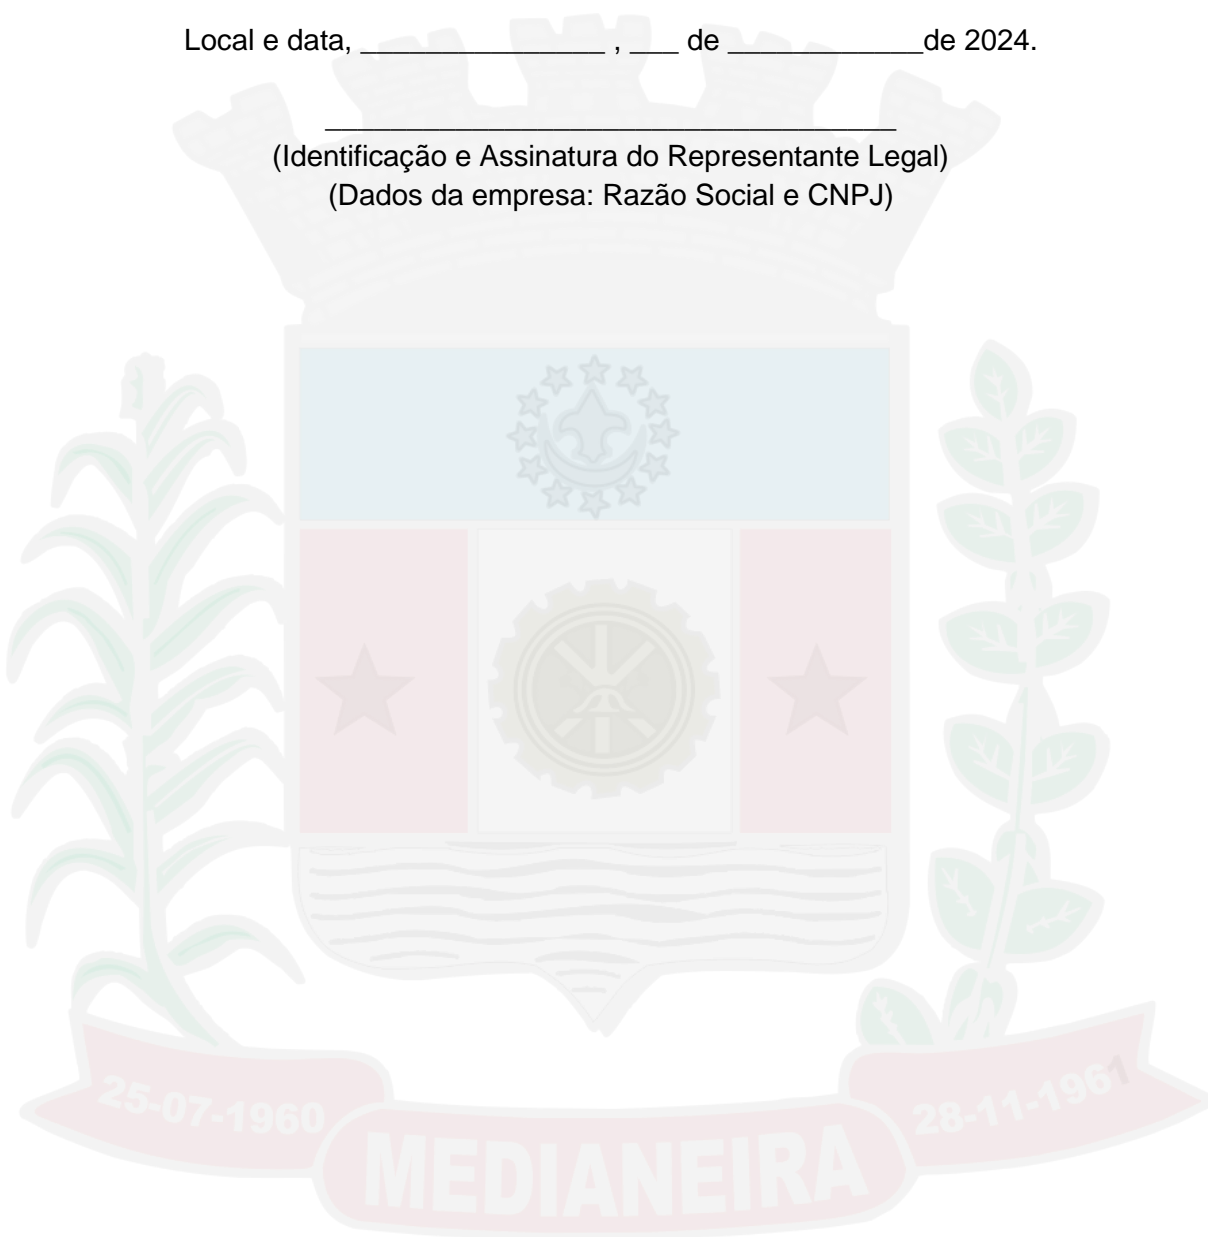 Local e data, _______________ , ___ de ____________de 2024.
___________________________________
(Identificação e Assinatura do Representante Legal)
(Dados da empresa: Razão Social e CNPJ)
25-07-1960
28-11-1961
MEDIANEIRA